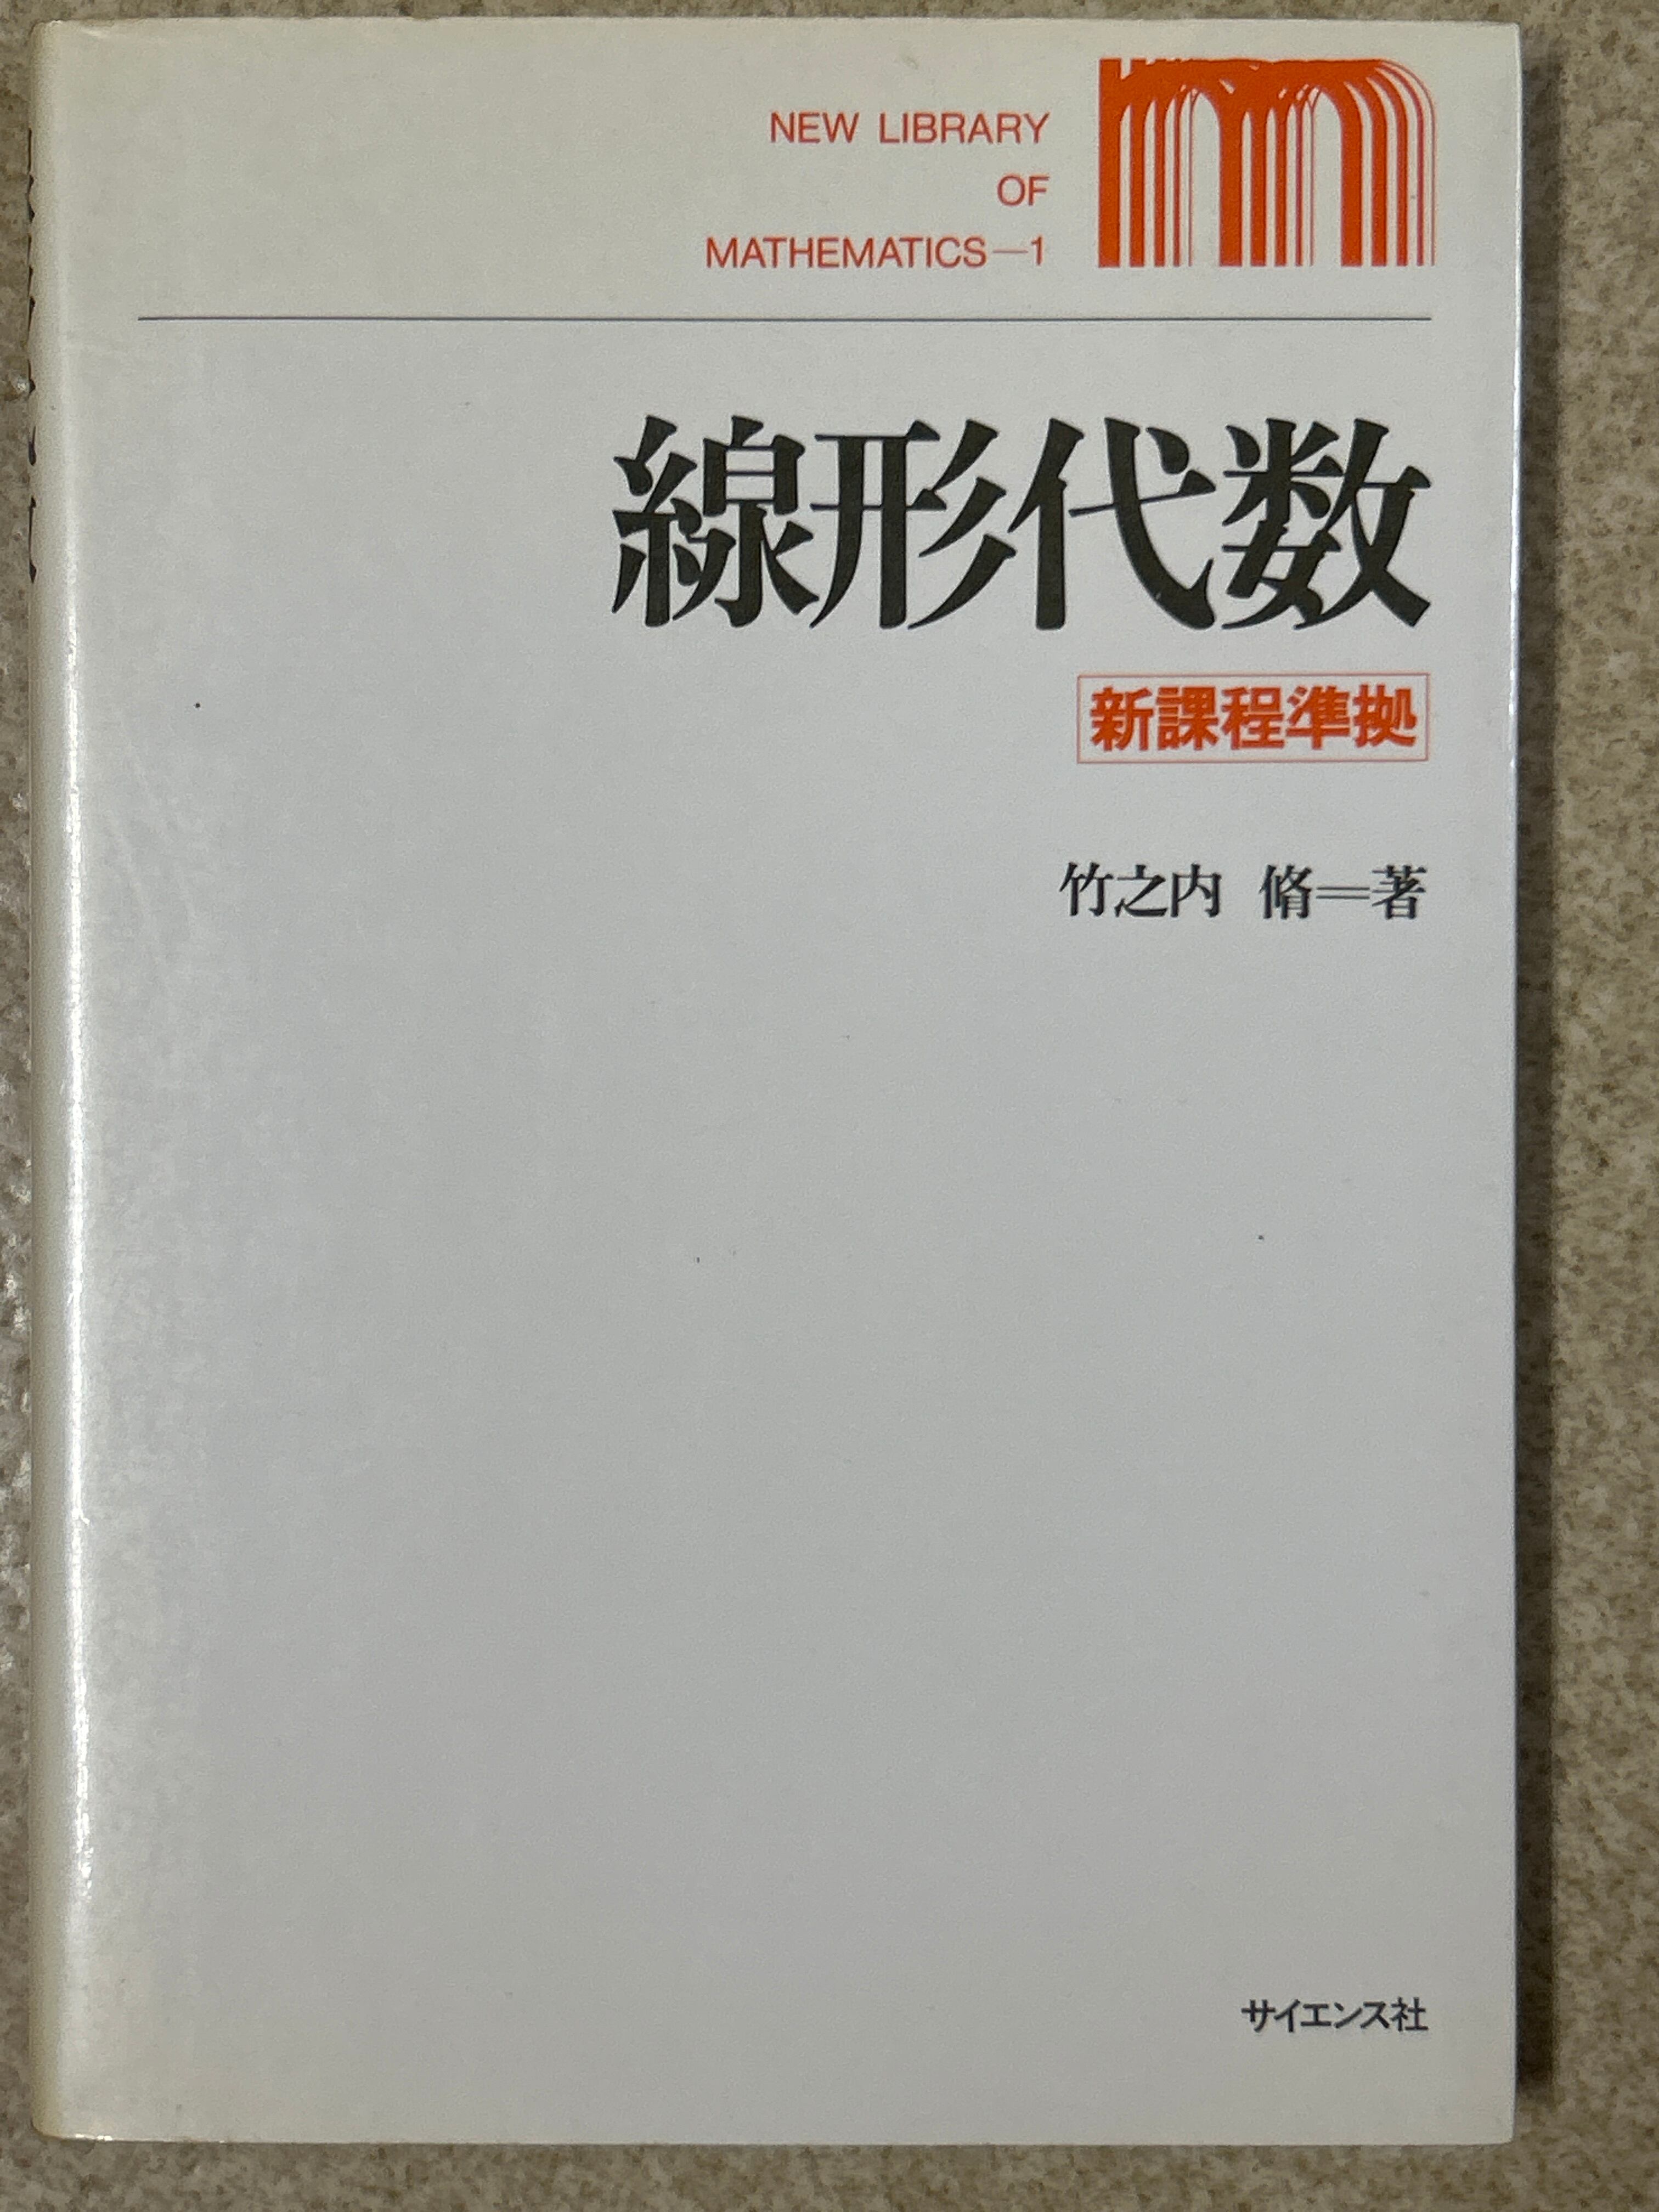 NEW LIBRARY
OF
MATHEMATICS—1
線形代数
新課程準拠
竹之内 脩＝著
サイエンス社